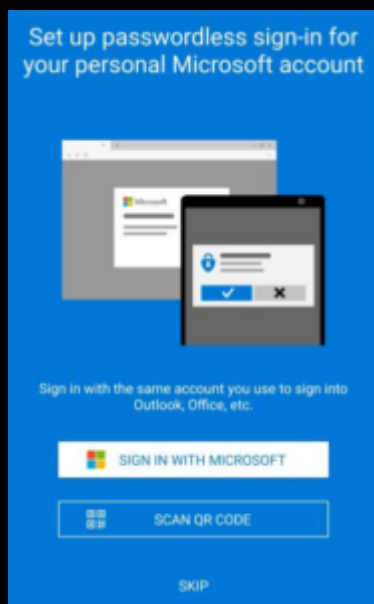 Set up passwordless sign-in for
your personal Microsoft account
Microsoft
Sign in with the same account you use to sign into
Outlook, Office, etc.
SIGN IN WITH MICROSOFT
SCAN QR CODE
SKIP